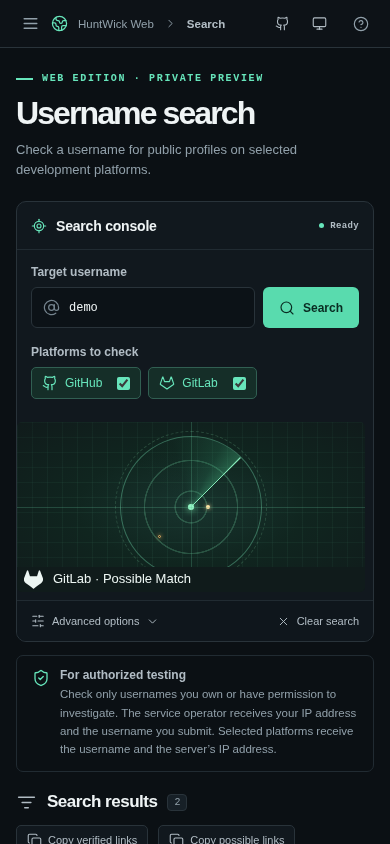 HuntWick Web
Search
WEB EDITION · PRIVATE PREVIEW
Username search
Check a username for public profiles on selected
development platforms.
Search console
Ready
Target username
demo
Search
Platforms to check
GitHub
GitLab
GitLab · Possible Match
Advanced options
Clear search
For authorized testing
Check only usernames you own or have permission to
investigate. The service operator receives your IP address
and the username you submit. Selected platforms receive
the username and the server’s IP address.
Search results
2
Copy verified links
Copy possible links